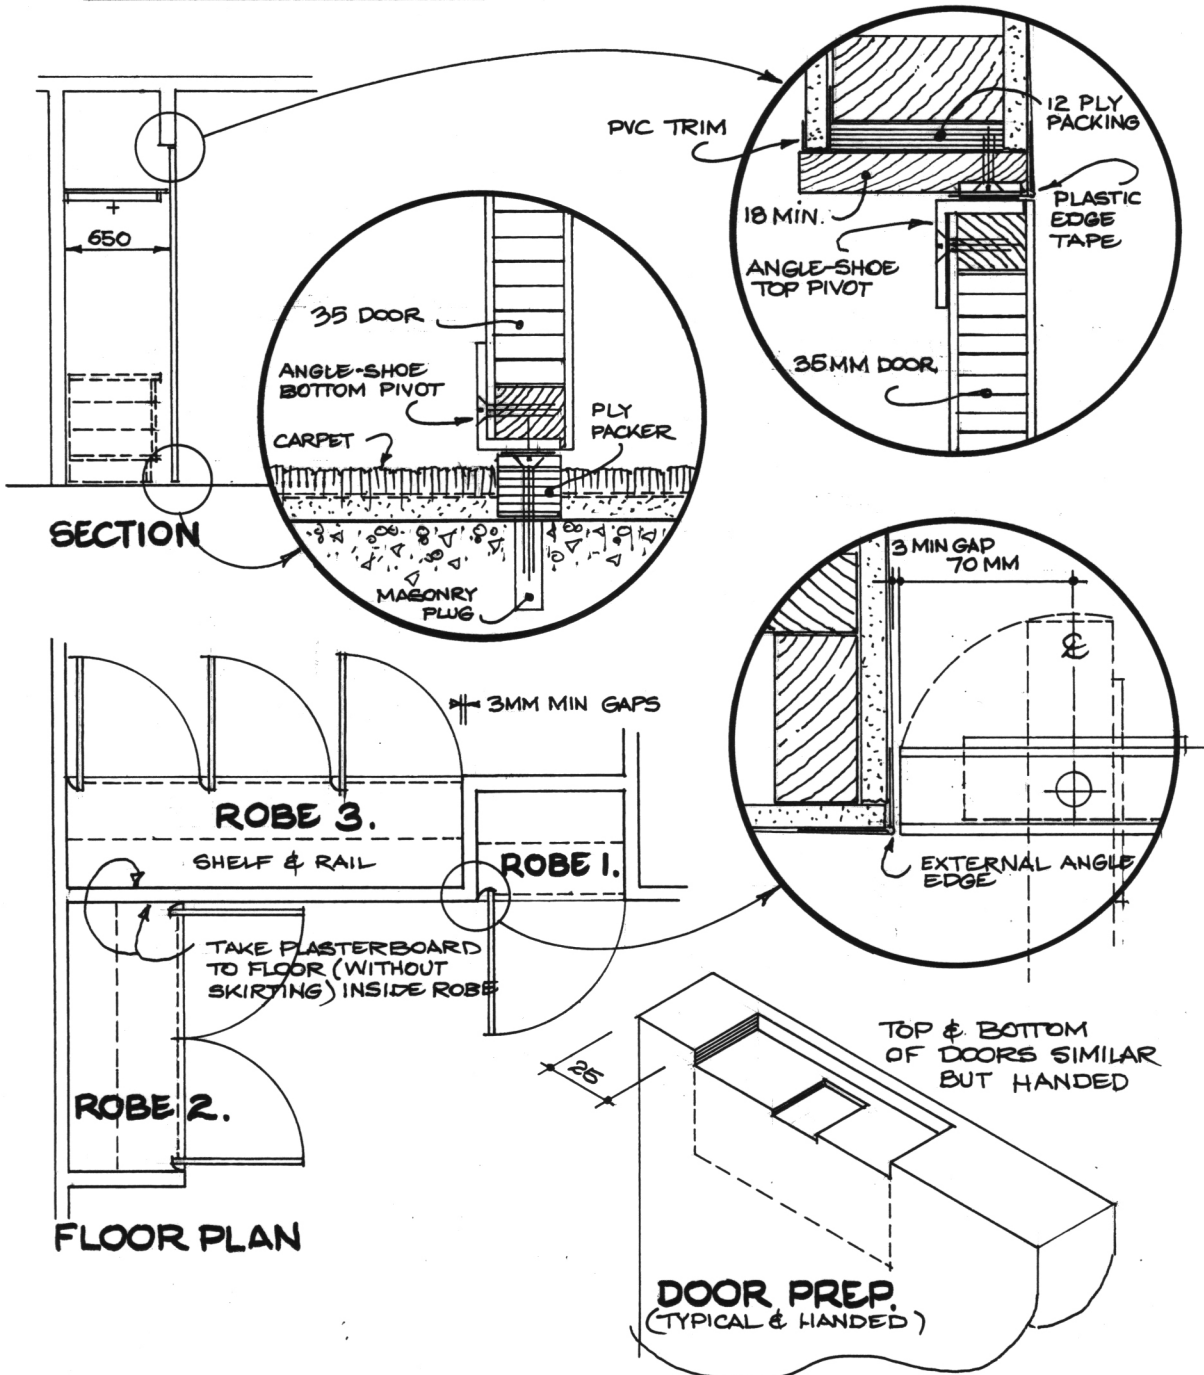 12 PLY
PACKING
PVC TRIM
18 MIN.
PLASTIC
EDGE
TAPE
ANGLE-SHOE
TOP PIVOT
35MM DOOR
650
35 DOOR
ANGLE-SHOE
BOTTOM PIVOT
PLY
PACKER
CARPET
MASONRY
PLUG
SECTION
3 MIN GAP
70 MM
℄
EXTERNAL ANGLE
EDGE
3MM MIN GAPS
ROBE 3.
SHELF & RAIL
ROBE 1.
TAKE PLASTERBOARD
TO FLOOR (WITHOUT
SKIRTING) INSIDE ROBE
ROBE 2.
FLOOR PLAN
25
TOP & BOTTOM
OF DOORS SIMILAR
BUT HANDED
DOOR PREP.
(TYPICAL & HANDED)